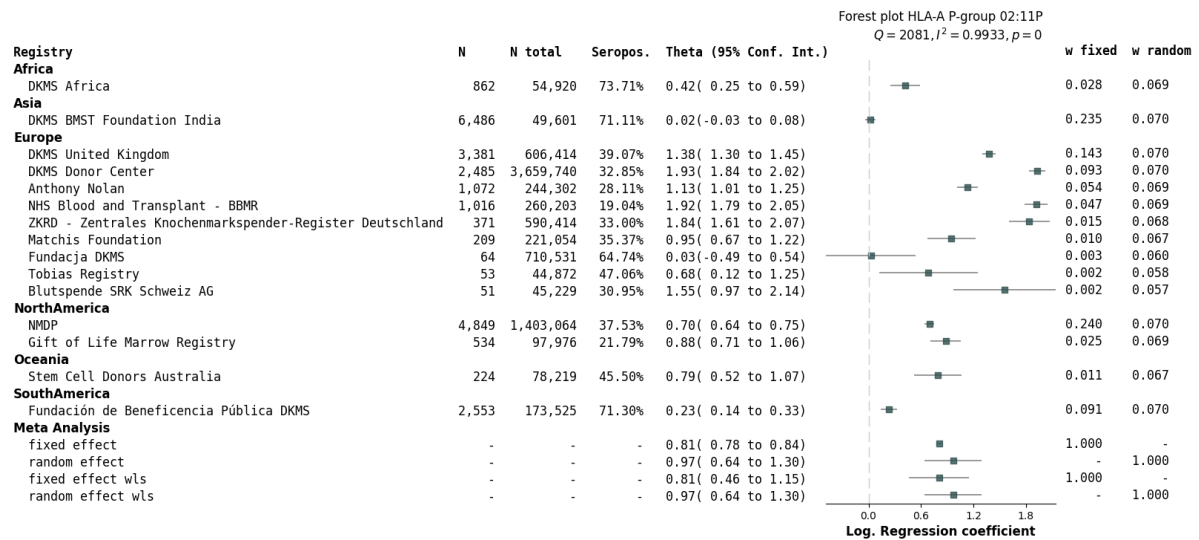 Forest plot HLA-A P-group 02:11P
Q = 2081, I² = 0.9933, p = 0
Registry N N total Seropos. Theta (95% Conf. Int.) w fixed w random
Africa
DKMS Africa 862 54,920 73.71% 0.42( 0.25 to 0.59) 0.028 0.069
Asia
DKMS BMST Foundation India 6,486 49,601 71.11% 0.02(-0.03 to 0.08) 0.235 0.070
Europe
DKMS United Kingdom 3,381 606,414 39.07% 1.38( 1.30 to 1.45) 0.143 0.070
DKMS Donor Center 2,485 3,659,740 32.85% 1.93( 1.84 to 2.02) 0.093 0.070
Anthony Nolan 1,072 244,302 28.11% 1.13( 1.01 to 1.25) 0.054 0.069
NHS Blood and Transplant - BBMR 1,016 260,203 19.04% 1.92( 1.79 to 2.05) 0.047 0.069
ZKRD - Zentrales Knochenmarkspender-Register Deutschland 371 590,414 33.00% 1.84( 1.61 to 2.07) 0.015 0.068
Matchis Foundation 209 221,054 35.37% 0.95( 0.67 to 1.22) 0.010 0.067
Fundacja DKMS 64 710,531 64.74% 0.03(-0.49 to 0.54) 0.003 0.060
Tobias Registry 53 44,872 47.06% 0.68( 0.12 to 1.25) 0.002 0.058
Blutspende SRK Schweiz AG 51 45,229 30.95% 1.55( 0.97 to 2.14) 0.002 0.057
NorthAmerica
NMDP 4,849 1,403,064 37.53% 0.70( 0.64 to 0.75) 0.240 0.070
Gift of Life Marrow Registry 534 97,976 21.79% 0.88( 0.71 to 1.06) 0.025 0.069
Oceania
Stem Cell Donors Australia 224 78,219 45.50% 0.79( 0.52 to 1.07) 0.011 0.067
SouthAmerica
Fundación de Beneficencia Pública DKMS 2,553 173,525 71.30% 0.23( 0.14 to 0.33) 0.091 0.070
Meta Analysis
fixed effect - - - 0.81( 0.78 to 0.84) 1.000 -
random effect - - - 0.97( 0.64 to 1.30) - 1.000
fixed effect wls - - - 0.81( 0.46 to 1.15) 1.000 -
random effect wls - - - 0.97( 0.64 to 1.30) - 1.000
0.0 0.6 1.2 1.8
Log. Regression coefficient